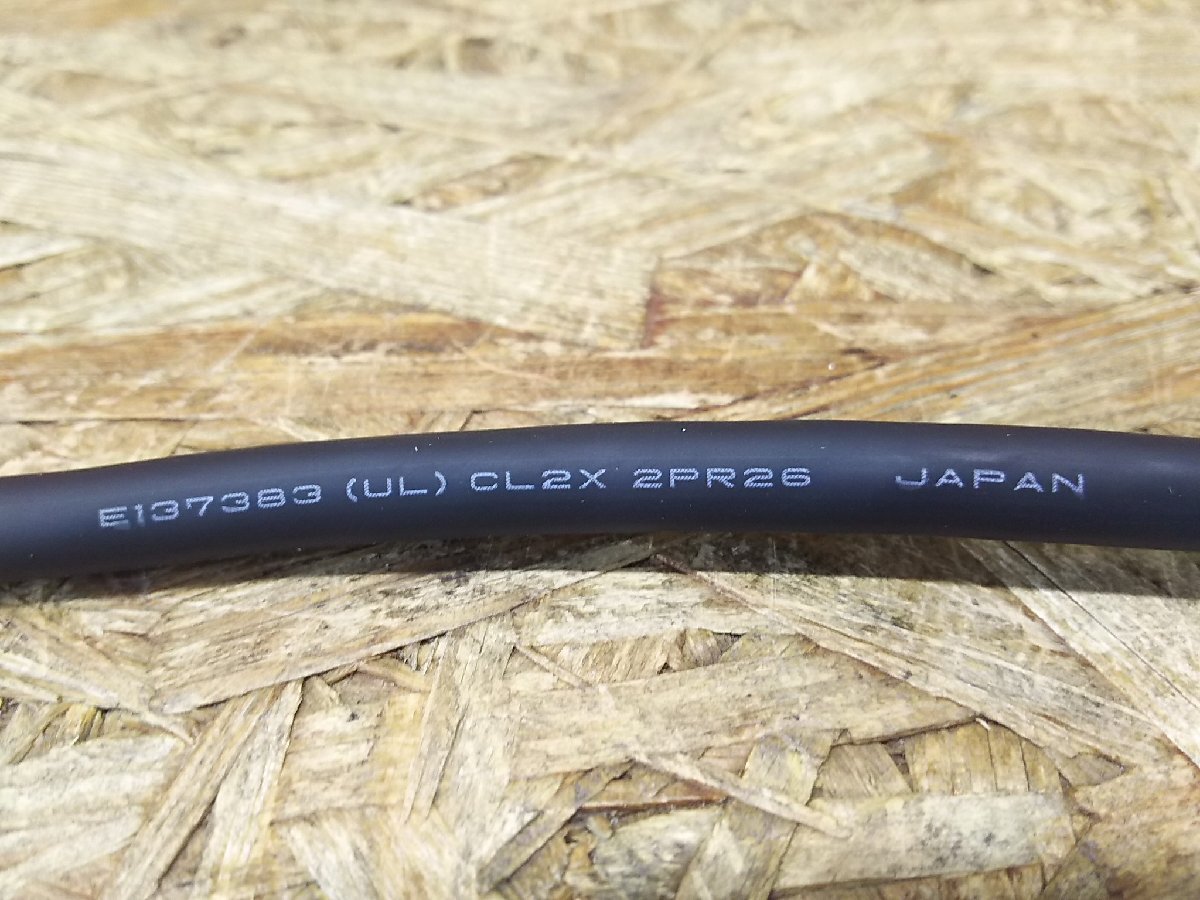 E137383 (UL) CL2X 2PR26 JAPAN